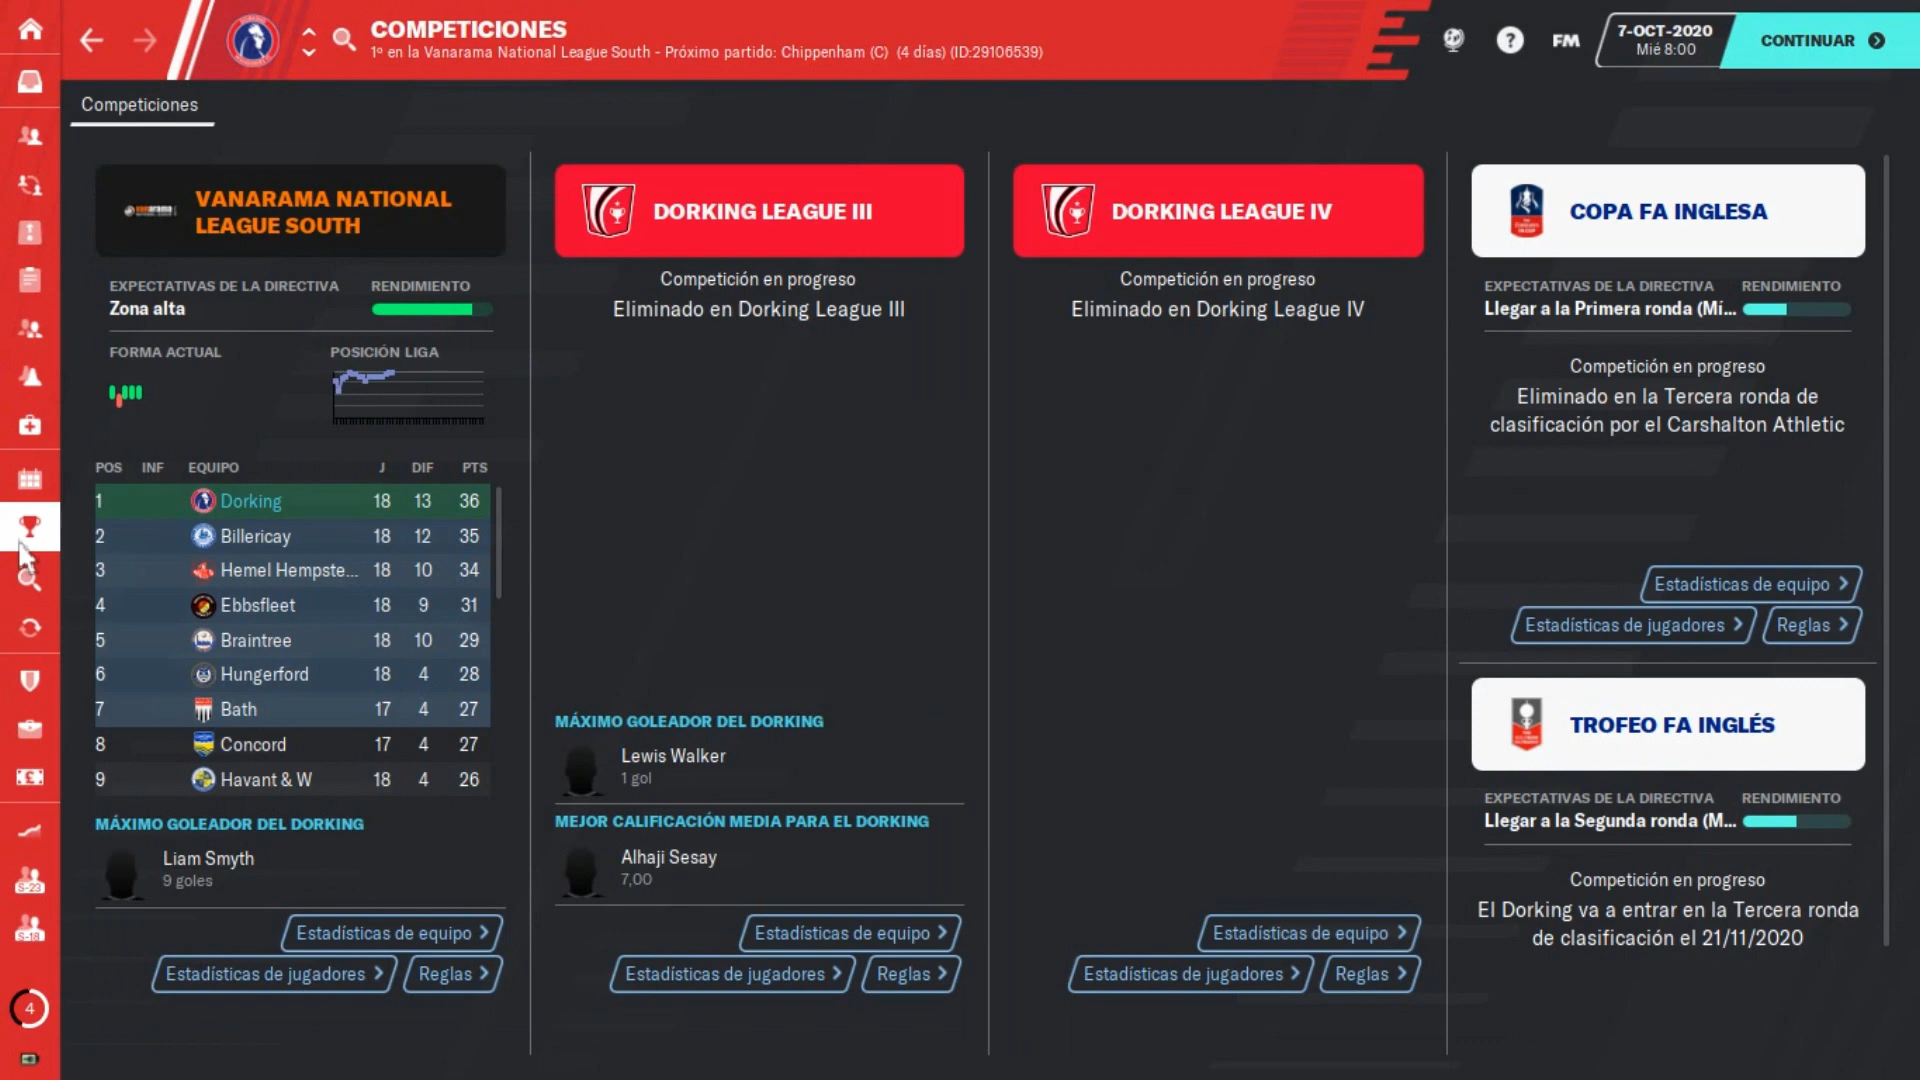 COMPETICIONES
1º en la Vanarama National League South - Próximo partido: Chippenham (C) (4 días) (ID:29106539)
FM
7-OCT-2020
Mié 8:00
CONTINUAR
Competiciones
VANARAMA NATIONAL
LEAGUE SOUTH
EXPECTATIVAS DE LA DIRECTIVA RENDIMIENTO
Zona alta
FORMA ACTUAL POSICIÓN LIGA
POS INF EQUIPO J DIF PTS
1 Dorking 18 13 36
2 Billericay 18 12 35
3 Hemel Hempste... 18 10 34
4 Ebbsfleet 18 9 31
5 Braintree 18 10 29
6 Hungerford 18 4 28
7 Bath 17 4 27
8 Concord 17 4 27
9 Havant & W 18 4 26
MÁXIMO GOLEADOR DEL DORKING
Liam Smyth
9 goles
Estadísticas de equipo
Estadísticas de jugadores Reglas
DORKING LEAGUE III
Competición en progreso
Eliminado en Dorking League III
MÁXIMO GOLEADOR DEL DORKING
Lewis Walker
1 gol
MEJOR CALIFICACIÓN MEDIA PARA EL DORKING
Alhaji Sesay
7,00
Estadísticas de equipo
Estadísticas de jugadores Reglas
DORKING LEAGUE IV
Competición en progreso
Eliminado en Dorking League IV
Estadísticas de equipo
Estadísticas de jugadores Reglas
COPA FA INGLESA
EXPECTATIVAS DE LA DIRECTIVA RENDIMIENTO
Llegar a la Primera ronda (Mí...
Competición en progreso
Eliminado en la Tercera ronda de
clasificación por el Carshalton Athletic
Estadísticas de equipo
Estadísticas de jugadores Reglas
TROFEO FA INGLÉS
EXPECTATIVAS DE LA DIRECTIVA RENDIMIENTO
Llegar a la Segunda ronda (M...
Competición en progreso
El Dorking va a entrar en la Tercera ronda
de clasificación el 21/11/2020
S-23
S-18
4